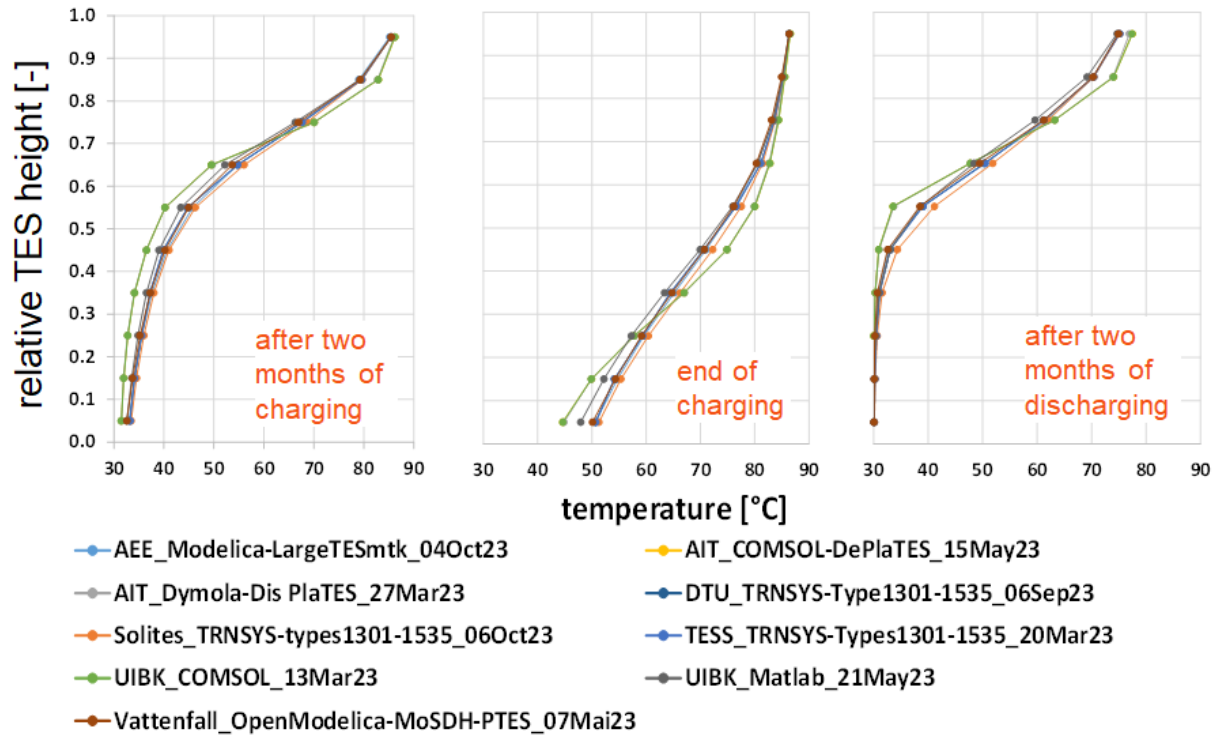 relative TES height [-]
1.0
0.9
0.8
0.7
0.6
0.5
0.4
0.3
0.2
0.1
0.0
after two
months of
charging
end of
charging
after two
months of
discharging
30 40 50 60 70 80 90
30 40 50 60 70 80 90
30 40 50 60 70 80 90
temperature [°C]
AEE_Modelica-LargeTESmtk_04Oct23
AIT_COMSOL-DePlaTES_15May23
AIT_Dymola-Dis PlaTES_27Mar23
DTU_TRNSYS-Type1301-1535_06Sep23
Solites_TRNSYS-types1301-1535_06Oct23
TESS_TRNSYS-Types1301-1535_20Mar23
UIBK_COMSOL_13Mar23
UIBK_Matlab_21May23
Vattenfall_OpenModelica-MoSDH-PTES_07Mai23